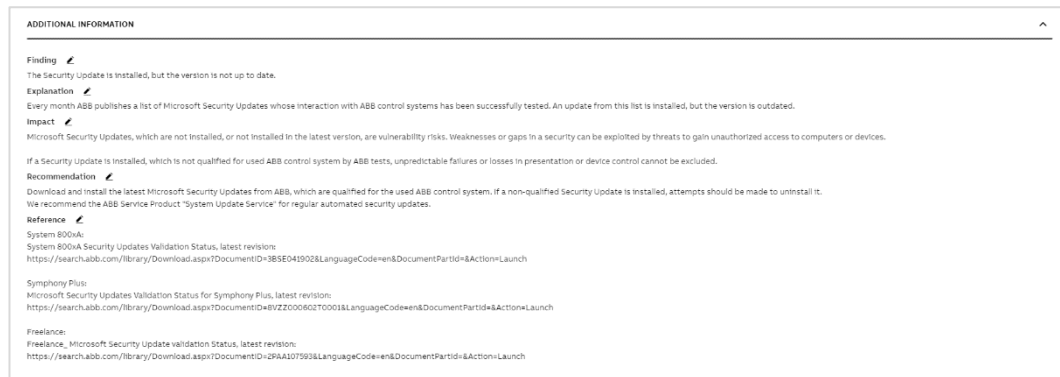 ADDITIONAL INFORMATION
Finding
The Security Update is installed, but the version is not up to date.
Explanation
Every month ABB publishes a list of Microsoft Security Updates whose interaction with ABB control systems has been successfully tested. An update from this list is installed, but the version is outdated.
Impact
Microsoft Security Updates, which are not installed, or not installed in the latest version, are vulnerability risks. Weaknesses or gaps in a security can be exploited by threats to gain unauthorized access to computers or devices.
If a Security Update is installed, which is not qualified for used ABB control system by ABB tests, unpredictable failures or losses in presentation or device control cannot be excluded.
Recommendation
Download and install the latest Microsoft Security Updates from ABB, which are qualified for the used ABB control system. If a non-qualified Security Update is installed, attempts should be made to uninstall it.
We recommend the ABB Service Product "System Update Service" for regular automated security updates.
Reference
System 800xA:
System 800xA Security Updates Validation Status, latest revision:
https://search.abb.com/library/Download.aspx?DocumentID=3BSE041902&LanguageCode=en&DocumentPartId=&Action=Launch
Symphony Plus:
Microsoft Security Updates Validation Status for Symphony Plus, latest revision:
https://search.abb.com/library/Download.aspx?DocumentID=8VZZ000602T0001&LanguageCode=en&DocumentPartId=&Action=Launch
Freelance:
Freelance_ Microsoft Security Update validation Status, latest revision:
https://search.abb.com/library/Download.aspx?DocumentID=2PAA107593&LanguageCode=en&DocumentPartId=&Action=Launch